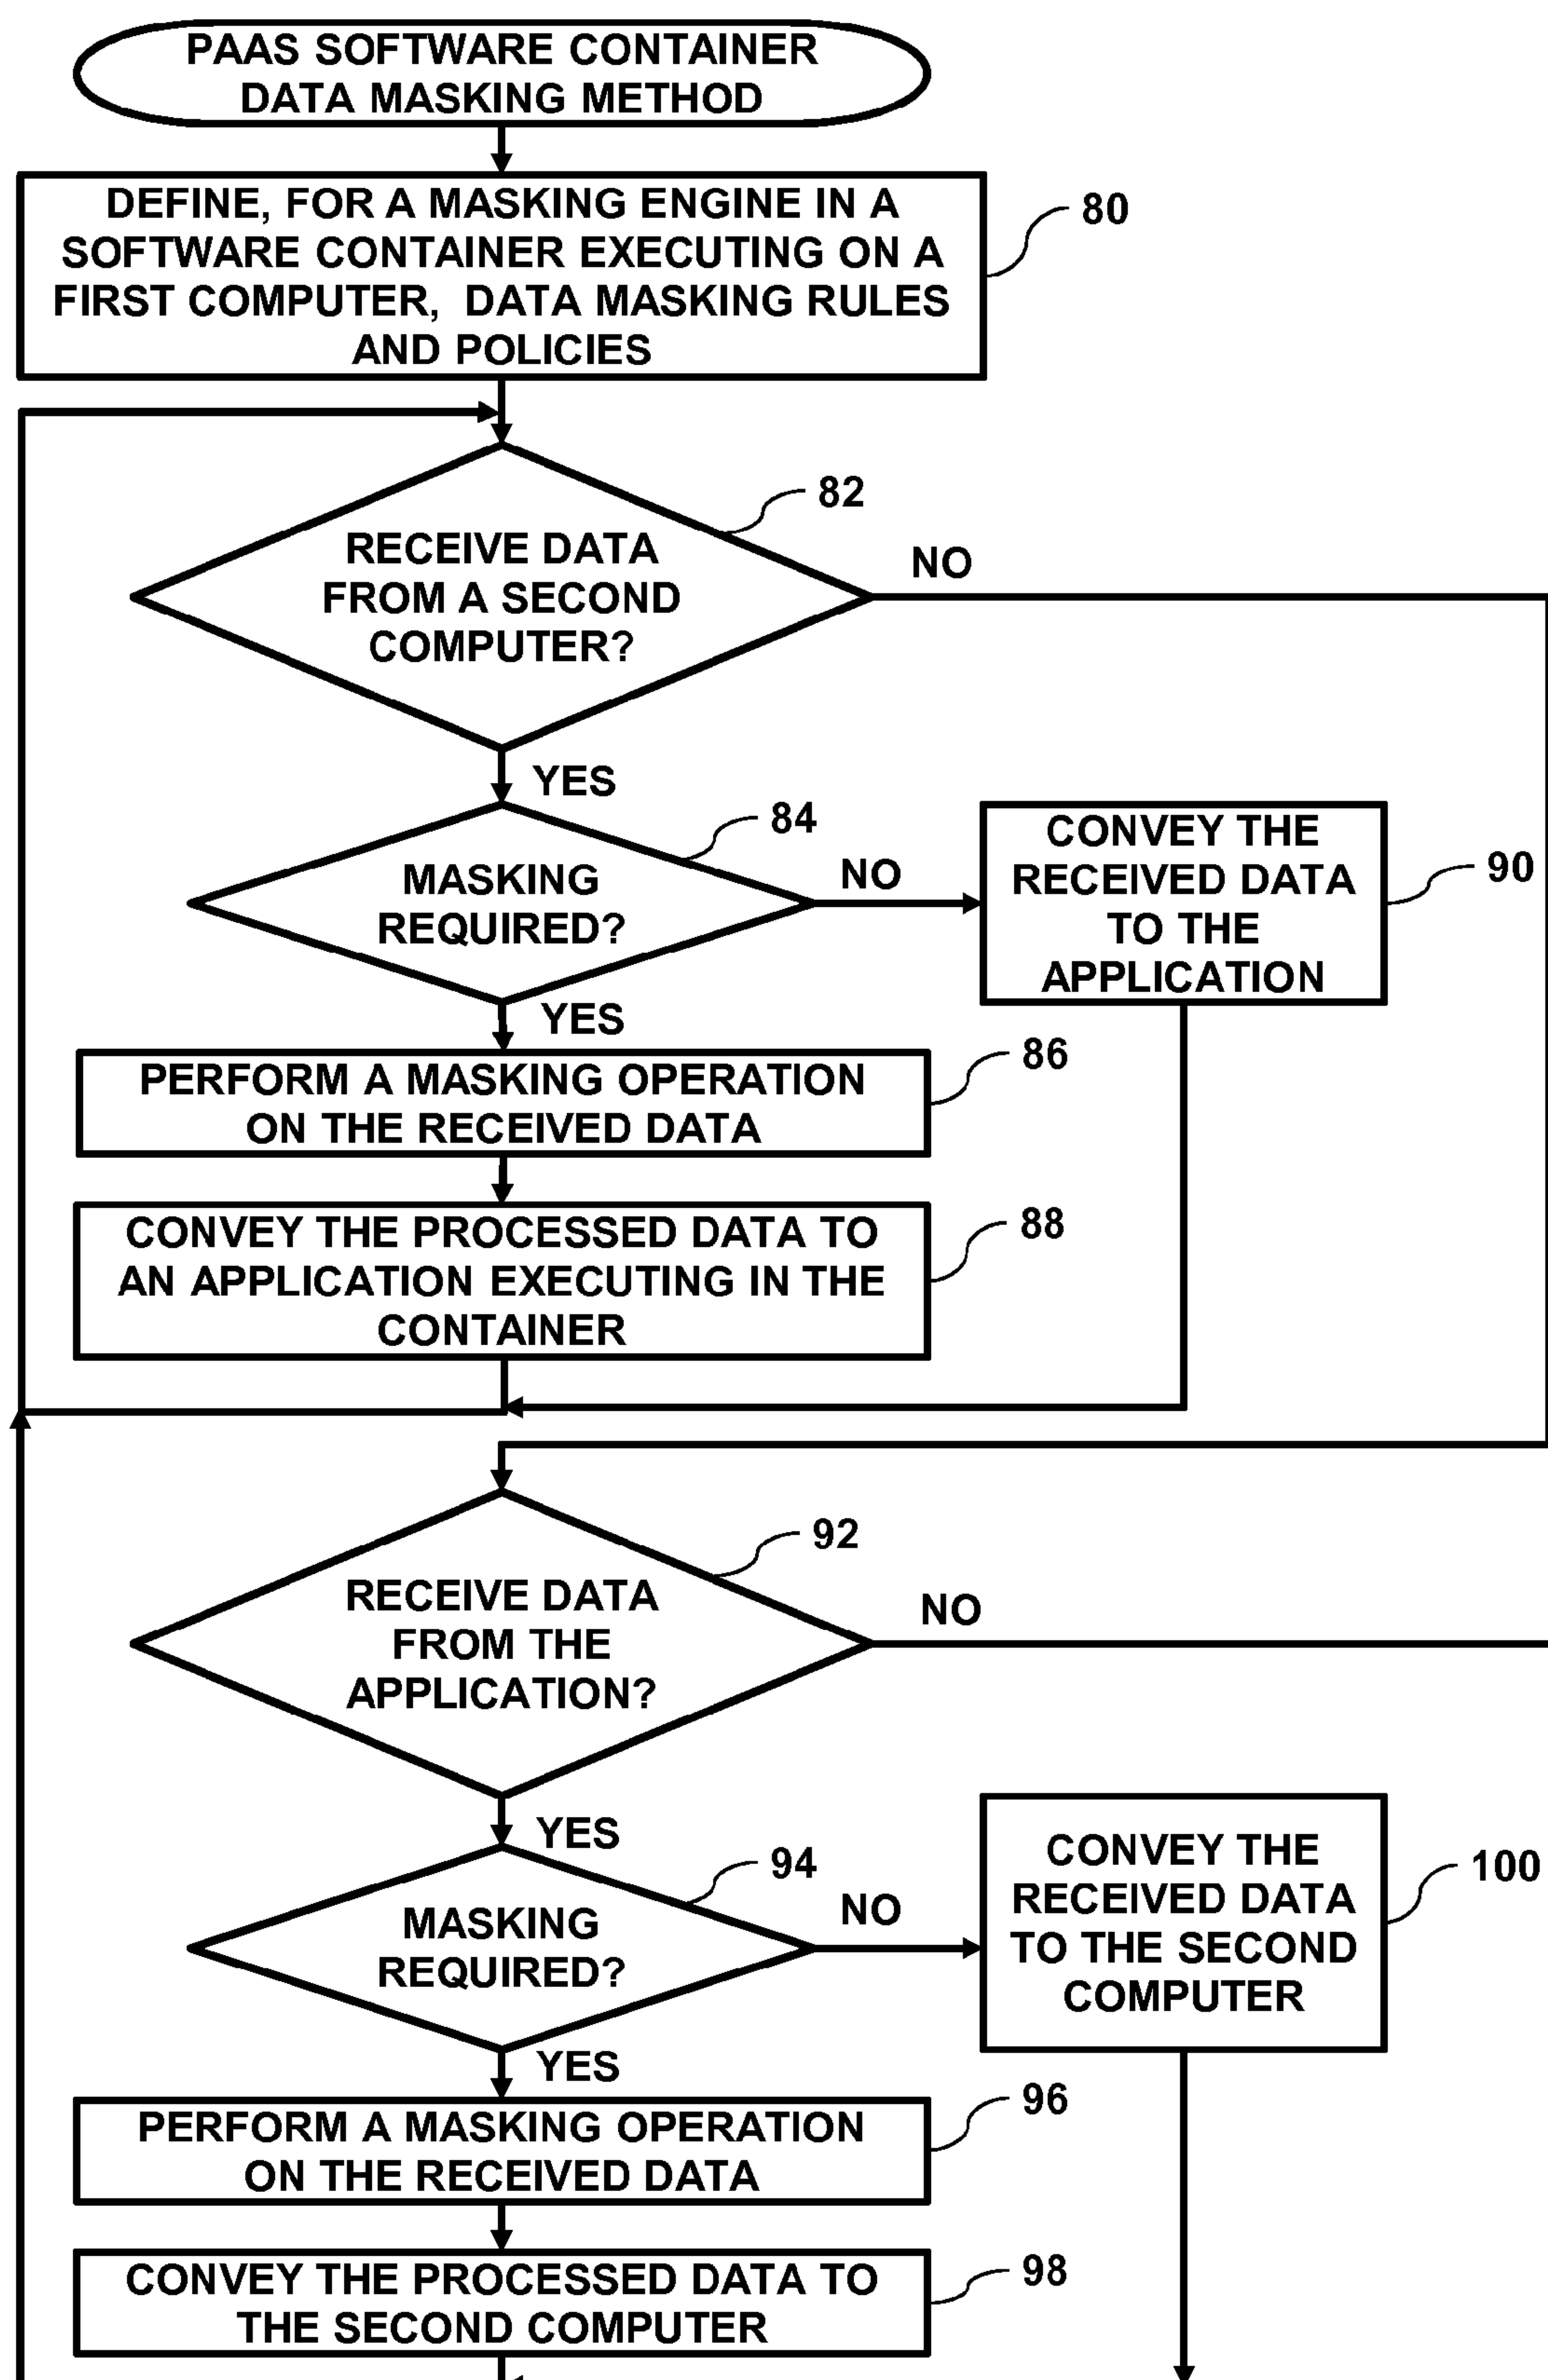 PAAS SOFTWARE CONTAINER
DATA MASKING METHOD
DEFINE, FOR A MASKING ENGINE IN A
SOFTWARE CONTAINER EXECUTING ON A
FIRST COMPUTER, DATA MASKING RULES
AND POLICIES
80
RECEIVE DATA
FROM A SECOND
COMPUTER?
82
NO
YES
MASKING
REQUIRED?
84
NO
CONVEY THE
RECEIVED DATA
TO THE
APPLICATION
90
YES
PERFORM A MASKING OPERATION
ON THE RECEIVED DATA
86
CONVEY THE PROCESSED DATA TO
AN APPLICATION EXECUTING IN THE
CONTAINER
88
RECEIVE DATA
FROM THE
APPLICATION?
92
NO
YES
MASKING
REQUIRED?
94
NO
CONVEY THE
RECEIVED DATA
TO THE SECOND
COMPUTER
100
YES
PERFORM A MASKING OPERATION
ON THE RECEIVED DATA
96
CONVEY THE PROCESSED DATA TO
THE SECOND COMPUTER
98